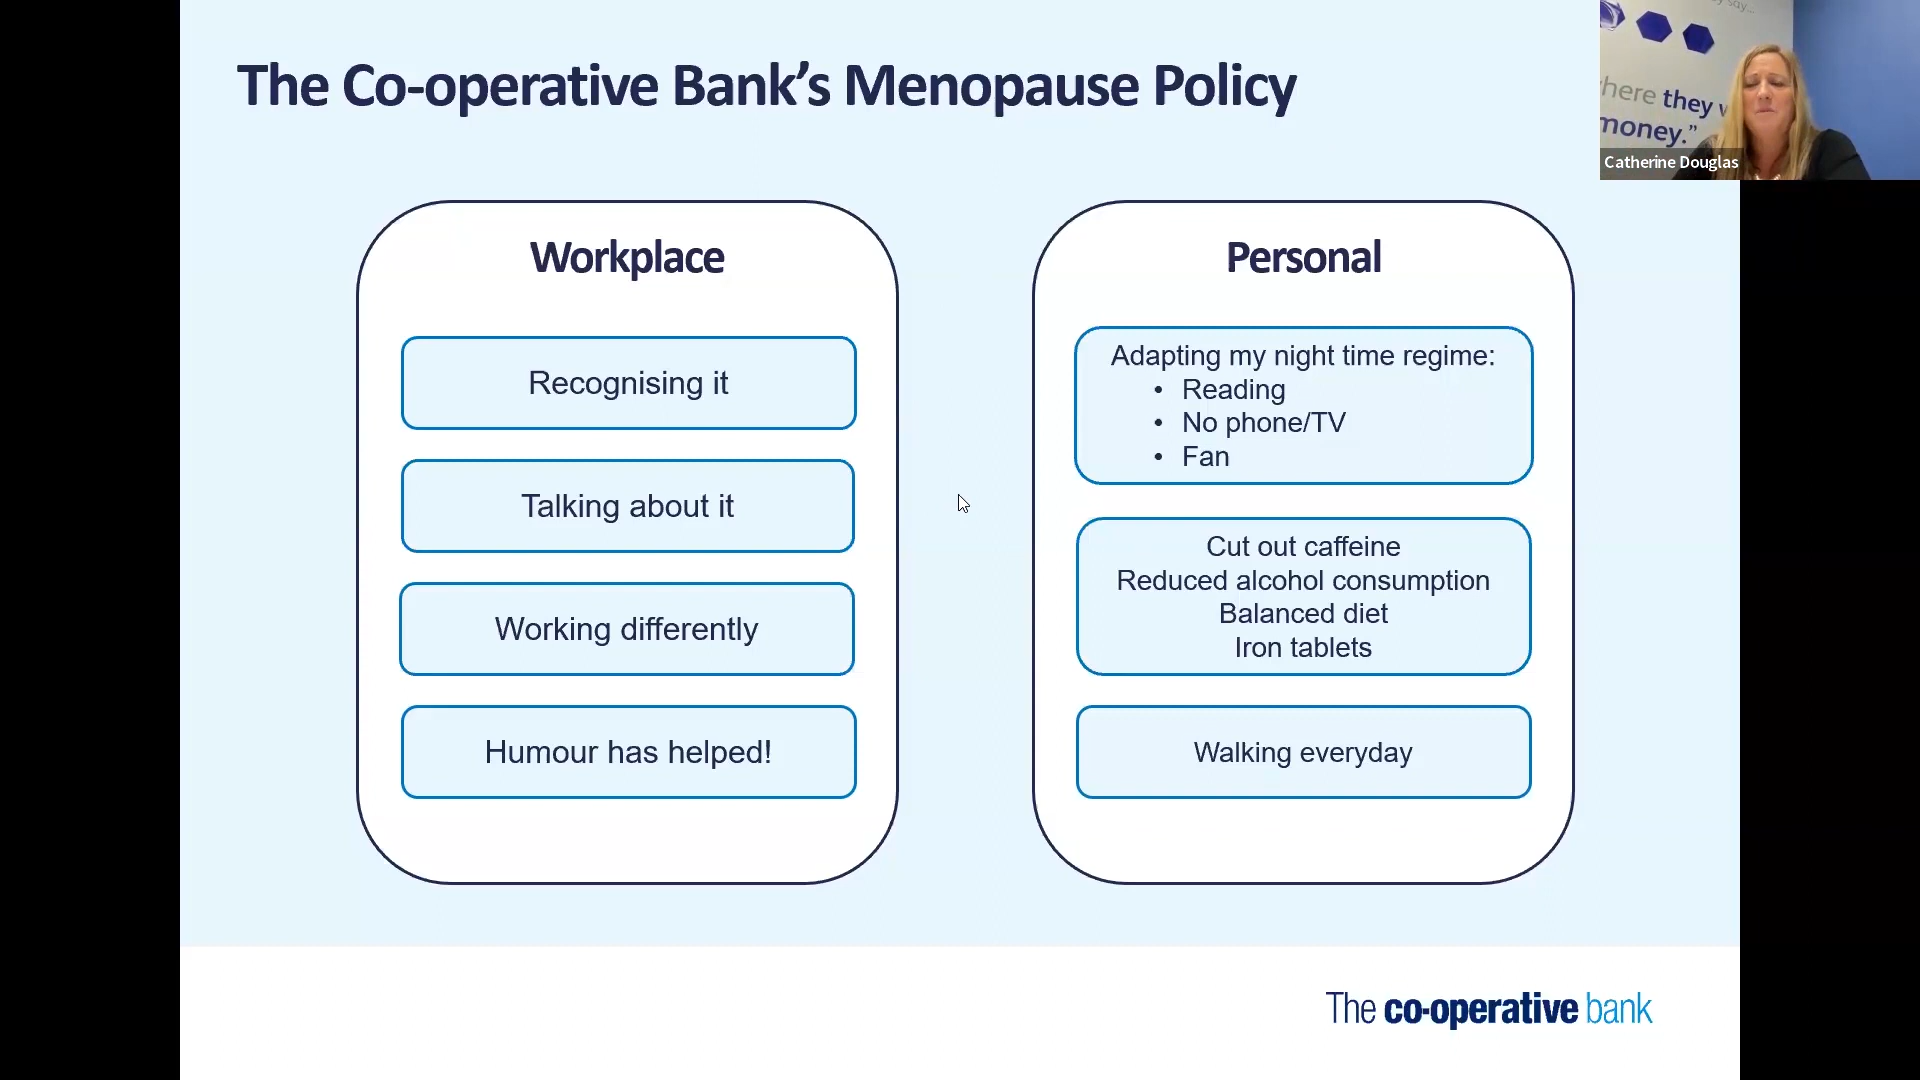 The Co-operative Bank’s Menopause Policy
Workplace
Recognising it
Talking about it
Working differently
Humour has helped!
Personal
Adapting my night time regime:
• Reading
• No phone/TV
• Fan
Cut out caffeine
Reduced alcohol consumption
Balanced diet
Iron tablets
Walking everyday
The co-operative bank
say...
here they w
money.”
Catherine Douglas